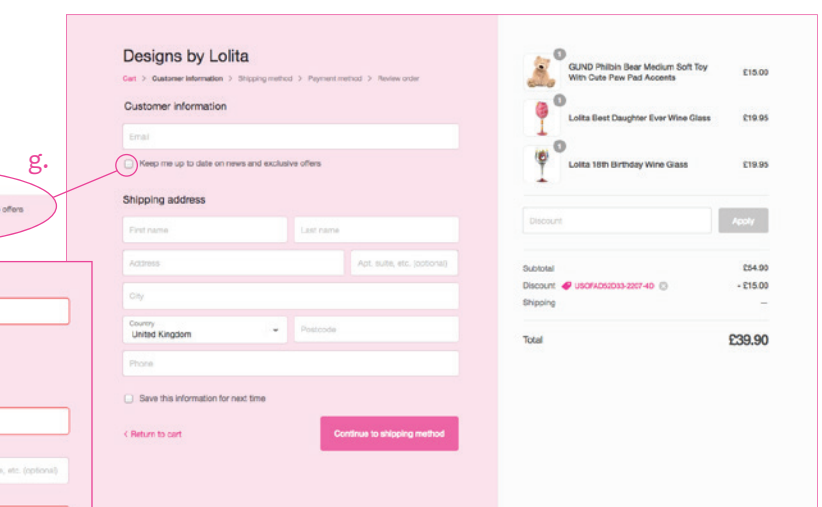 g.
offers
e, etc. (optional)
Designs by Lolita
Cart > Customer information > Shipping method > Payment method > Review order
Customer information
Email
Keep me up to date on news and exclusive offers
Shipping address
First name Last name
Address Apt. suite, etc. (optional)
City
Country
United Kingdom Postcode
Phone
Save this information for next time
< Return to cart Continue to shipping method
1
GUND Philbin Bear Medium Soft Toy
With Cute Paw Pad Accents £15.00
1
Lolita Best Daughter Ever Wine Glass £19.95
1
Lolita 18th Birthday Wine Glass £19.95
Discount Apply
Subtotal £54.90
Discount - £15.00
Shipping —
Total £39.90